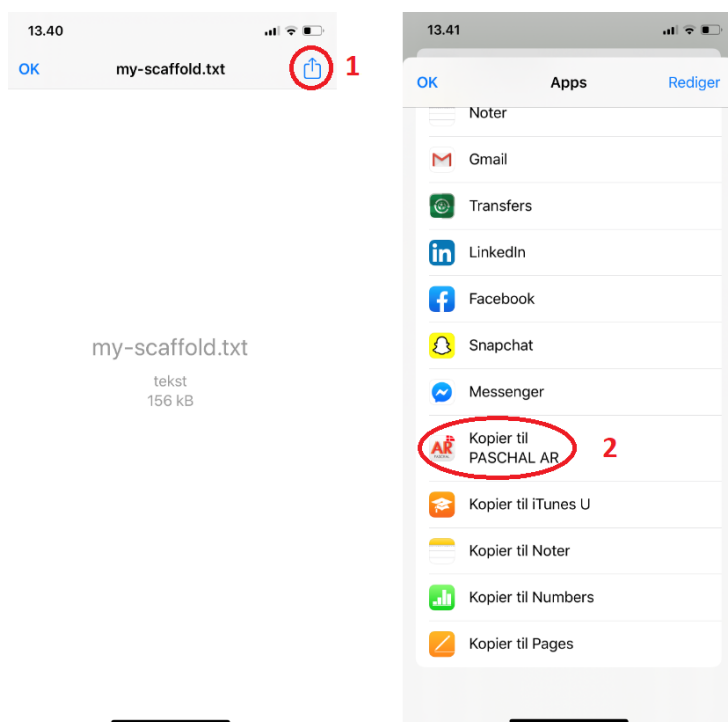 13.40
OK my-scaffold.txt 1
my-scaffold.txt
tekst
156 kB
13.41
OK Apps Rediger
Noter
Gmail
Transfers
LinkedIn
Facebook
Snapchat
Messenger
AR
PASCHAL
Kopier til
PASCHAL AR
2
Kopier til iTunes U
Kopier til Noter
Kopier til Numbers
Kopier til Pages